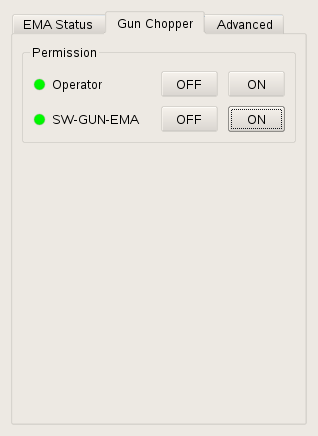 EMA Status Gun Chopper Advanced
Permission
Operator OFF ON
SW-GUN-EMA OFF ON